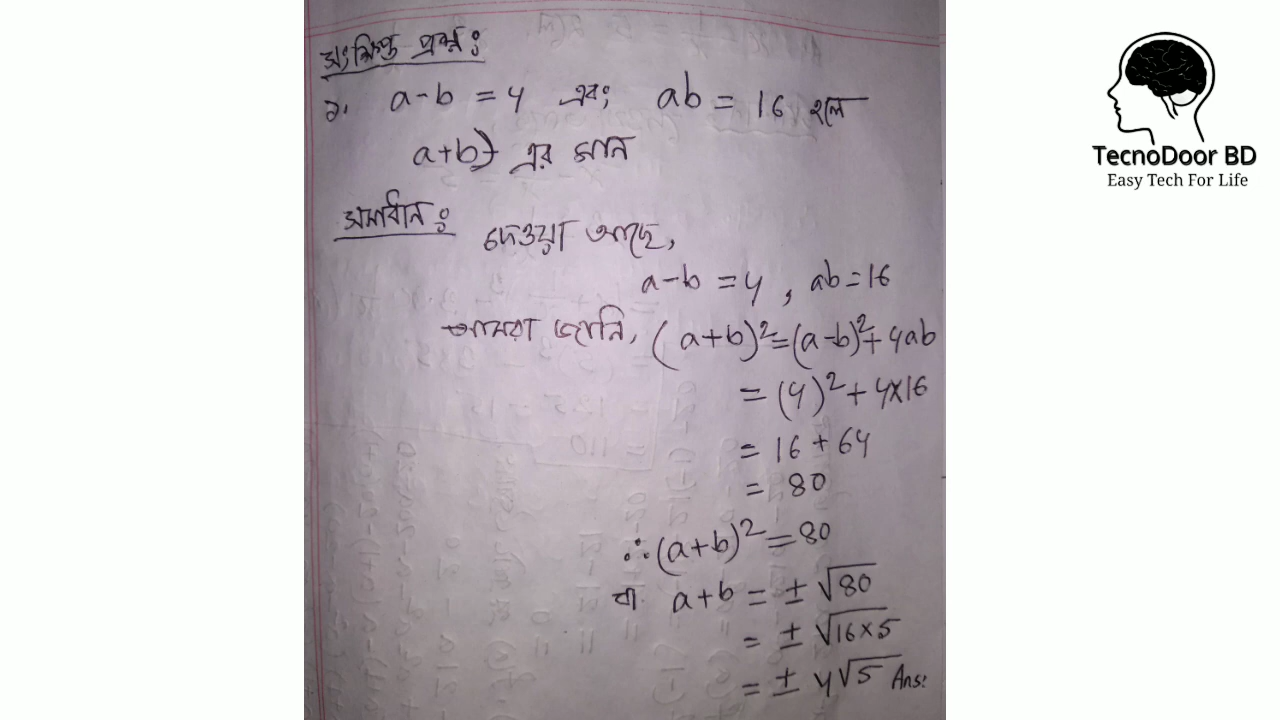 সংক্ষিপ্ত প্রশ্ন:
১. a-b = 4 এবং ab = 16 হলে
a+b এর মান
সমাধান:
দেওয়া আছে,
a-b = 4, ab=16
আমরা জানি, (a+b)²=(a-b)²+4ab
= (4)²+4×16
= 16+64
= 80
∴(a+b)²=80
বা a+b = ± √80
= ± √16×5
= ± 4√5 Ans:
TecnoDoor BD
Easy Tech For Life